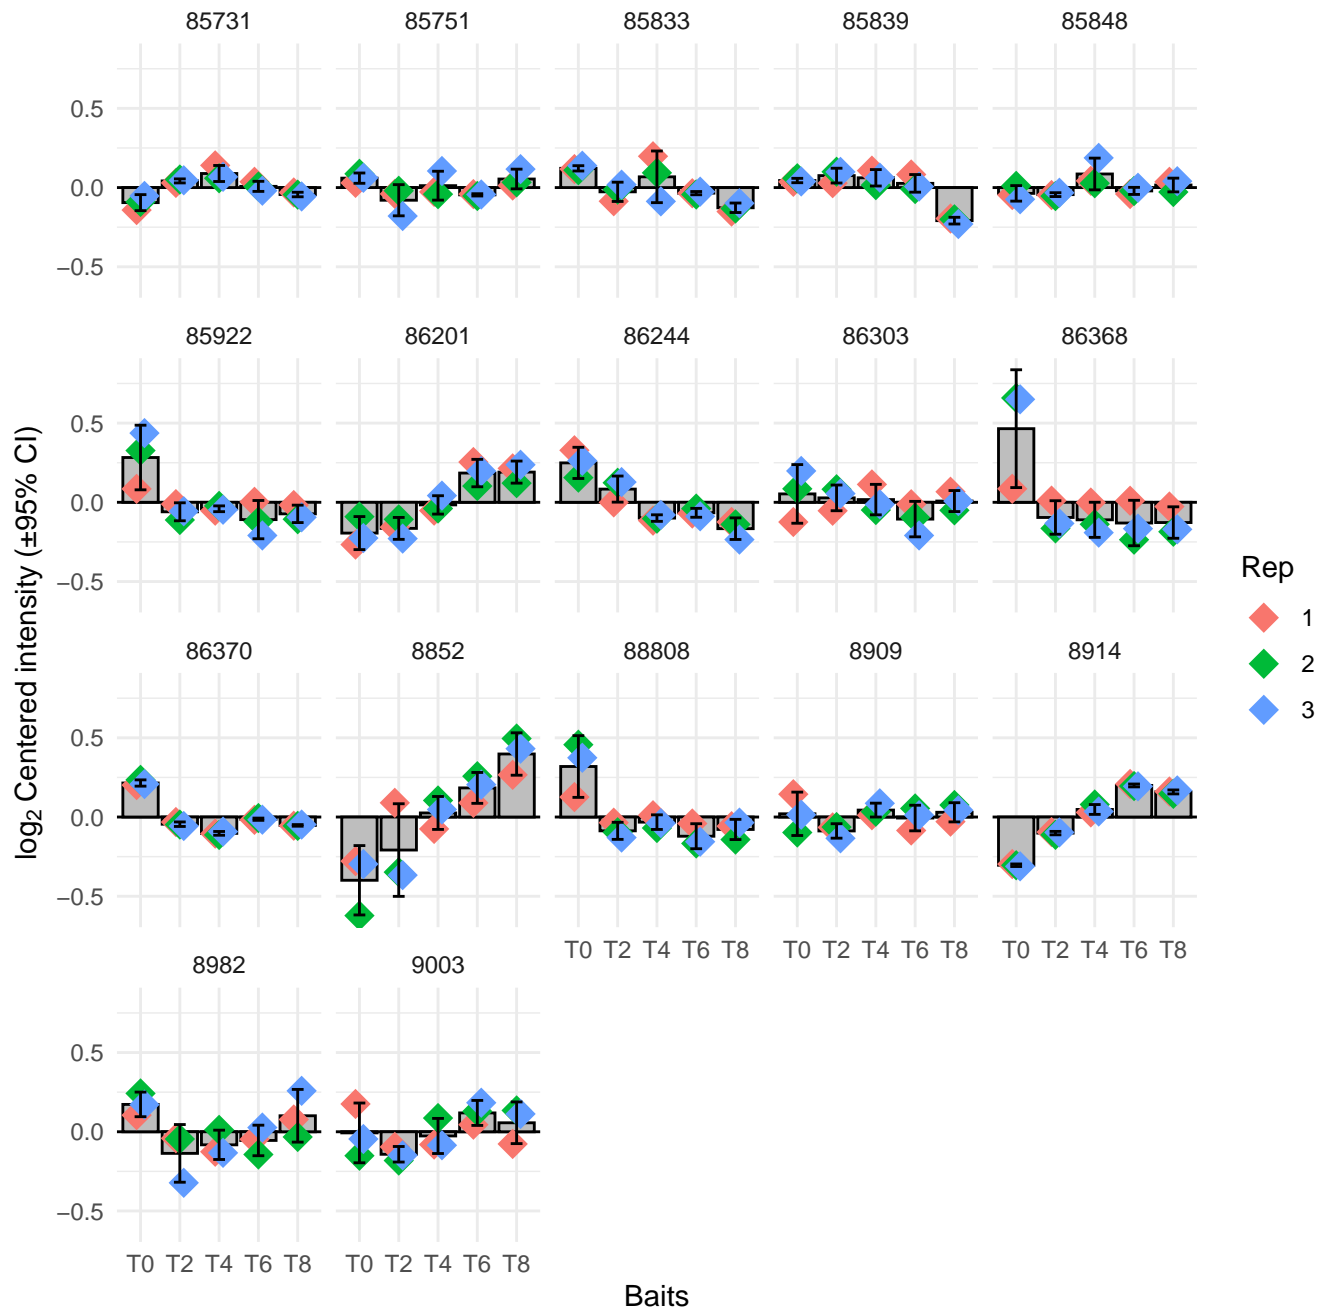 85731 85751 85833 85839 85848
0.5
0.0
−0.5
85922 86201 86244 86303 86368
0.5
0.0
−0.5
86370 8852 88808 8909 8914
0.5
0.0
−0.5
T0 T2 T4 T6 T8 T0 T2 T4 T6 T8 T0 T2 T4 T6 T8
8982 9003
0.5
0.0
−0.5
T0 T2 T4 T6 T8 T0 T2 T4 T6 T8
Baits
log2 Centered intensity (±95% CI)
Rep
1
2
3